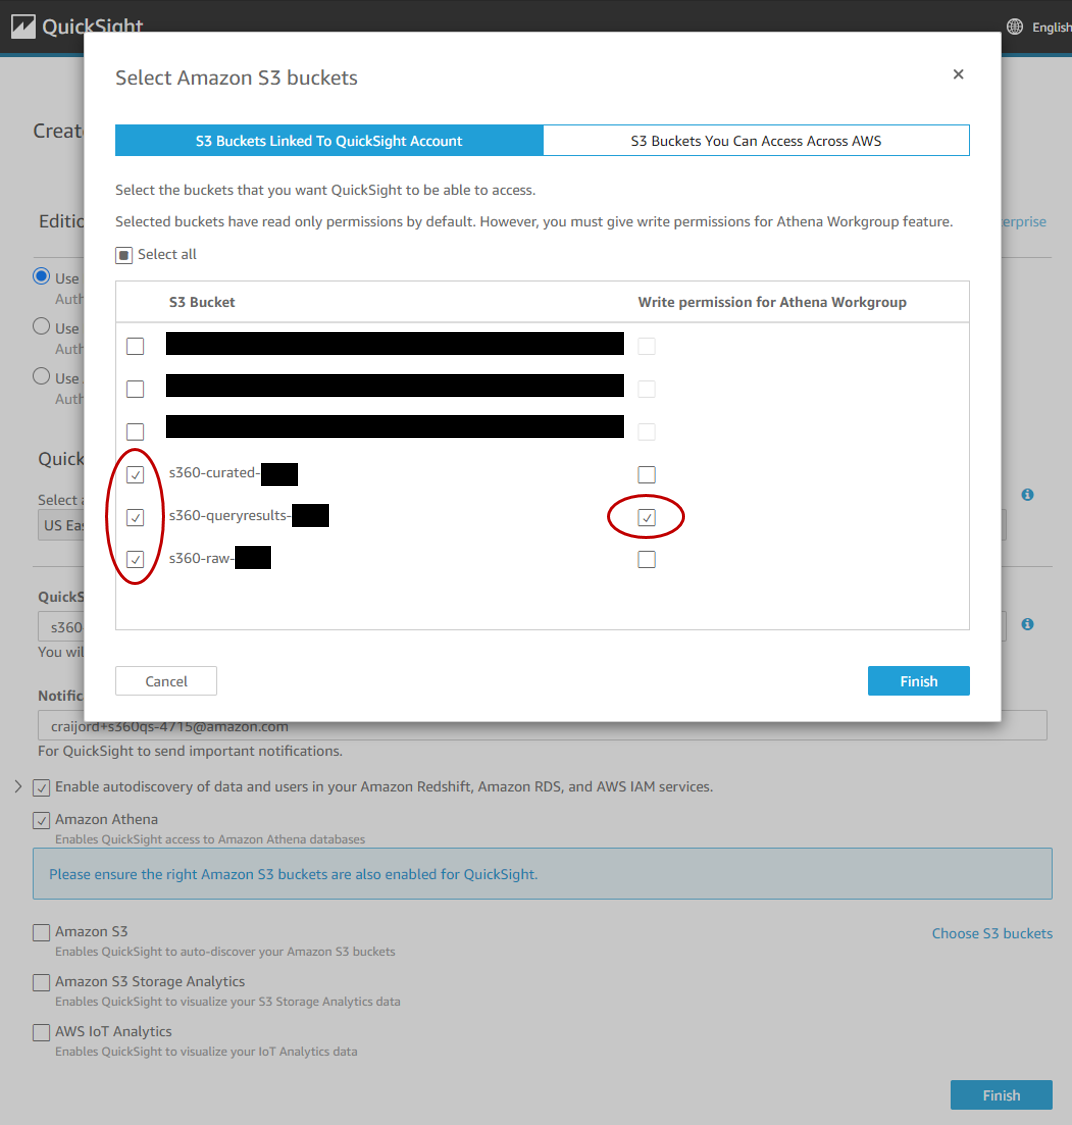 QuickSight
English
Select Amazon S3 buckets
S3 Buckets Linked To QuickSight Account
S3 Buckets You Can Access Across AWS
Select the buckets that you want QuickSight to be able to access.
Selected buckets have read only permissions by default. However, you must give write permissions for Athena Workgroup feature.
Select all
S3 Bucket
Write permission for Athena Workgroup
s360-curated-
s360-queryresults-
s360-raw-
Cancel
Finish
Create
Editio
erprise
Use
Auth
Use
Auth
Use
Auth
Quick
Select a
US Eas
QuickS
s360
You wil
Notific
craijord+s360qs-4715@amazon.com
For QuickSight to send important notifications.
Enable autodiscovery of data and users in your Amazon Redshift, Amazon RDS, and AWS IAM services.
Amazon Athena
Enables QuickSight access to Amazon Athena databases
Please ensure the right Amazon S3 buckets are also enabled for QuickSight.
Amazon S3
Choose S3 buckets
Enables QuickSight to auto-discover your Amazon S3 buckets
Amazon S3 Storage Analytics
Enables QuickSight to visualize your S3 Storage Analytics data
AWS IoT Analytics
Enables QuickSight to visualize your IoT Analytics data
Finish